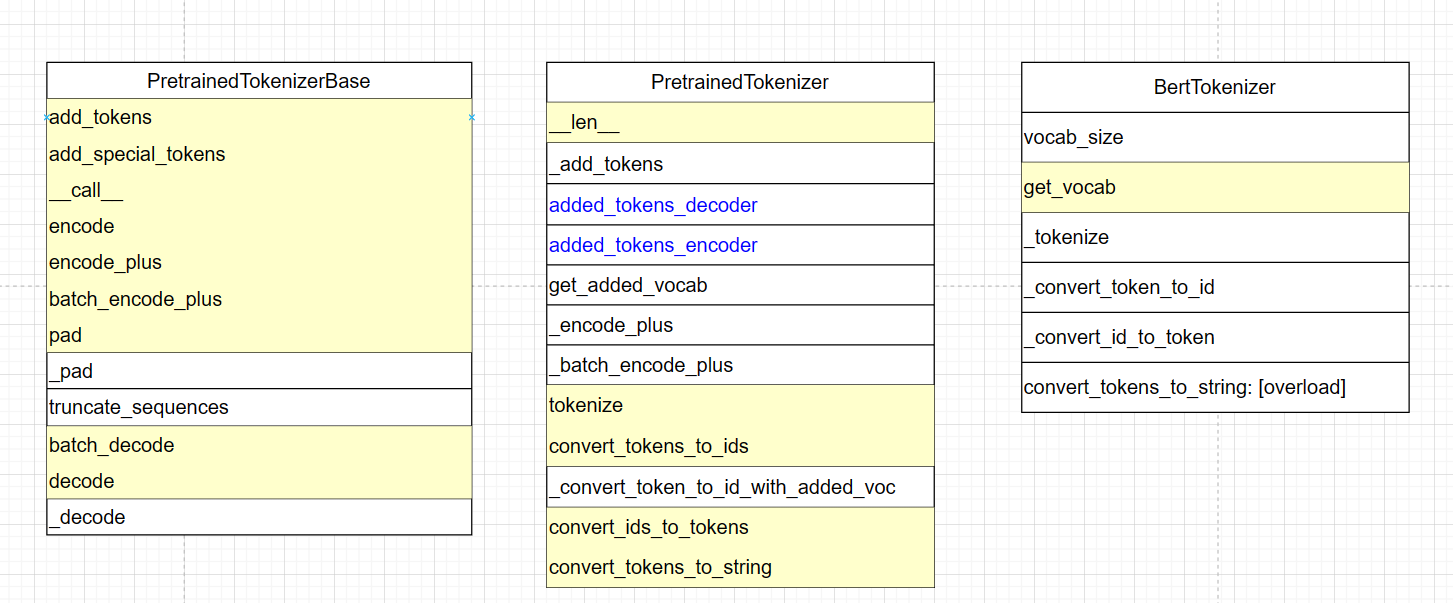 PretrainedTokenizerBase
add_tokens
add_special_tokens
__call__
encode
encode_plus
batch_encode_plus
pad
_pad
truncate_sequences
batch_decode
decode
_decode
PretrainedTokenizer
__len__
_add_tokens
added_tokens_decoder
added_tokens_encoder
get_added_vocab
_encode_plus
_batch_encode_plus
tokenize
convert_tokens_to_ids
_convert_token_to_id_with_added_voc
convert_ids_to_tokens
convert_tokens_to_string
BertTokenizer
vocab_size
get_vocab
_tokenize
_convert_token_to_id
_convert_id_to_token
convert_tokens_to_string: [overload]